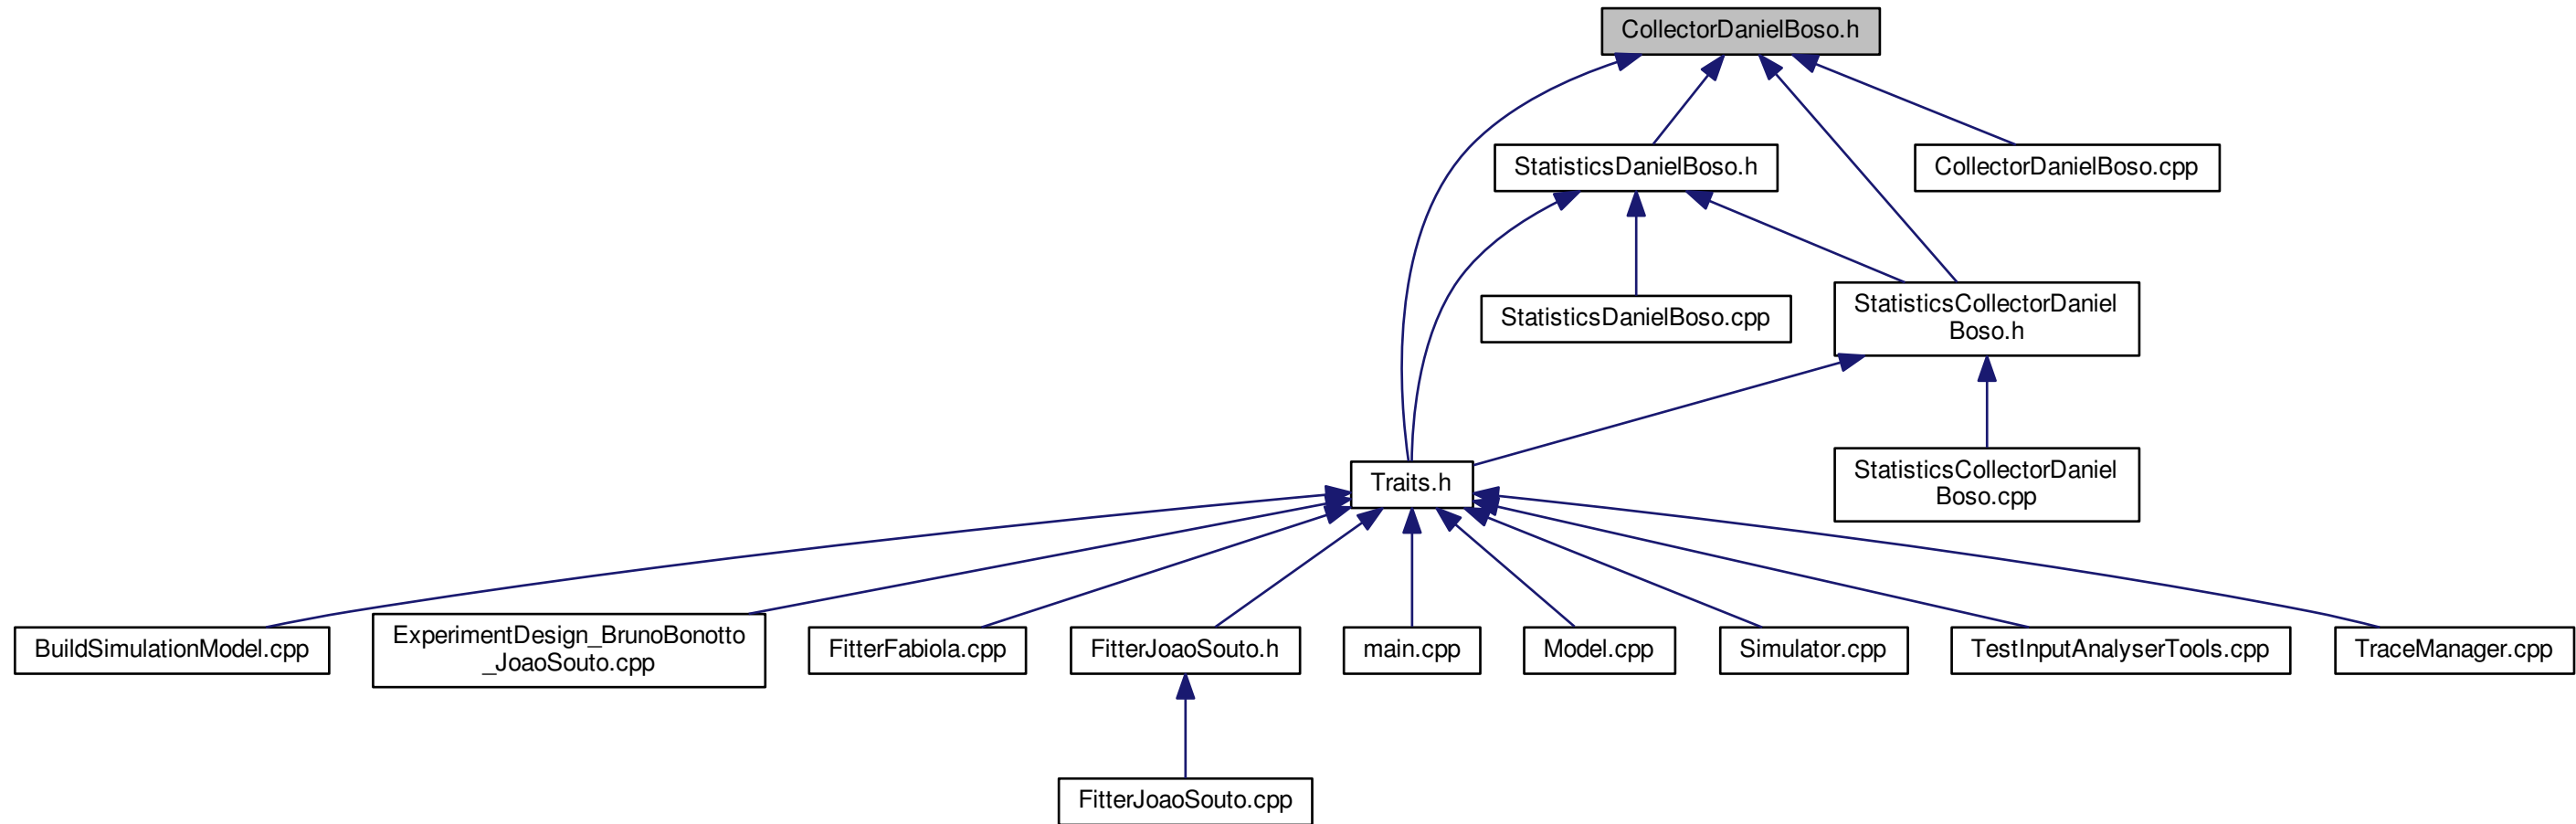 CollectorDanielBoso.h
StatisticsDanielBoso.h
CollectorDanielBoso.cpp
StatisticsDanielBoso.cpp
StatisticsCollectorDaniel
Boso.h
Traits.h
StatisticsCollectorDaniel
Boso.cpp
BuildSimulationModel.cpp
ExperimentDesign_BrunoBonotto
_JoaoSouto.cpp
FitterFabiola.cpp
FitterJoaoSouto.h
main.cpp
Model.cpp
Simulator.cpp
TestInputAnalyserTools.cpp
TraceManager.cpp
FitterJoaoSouto.cpp